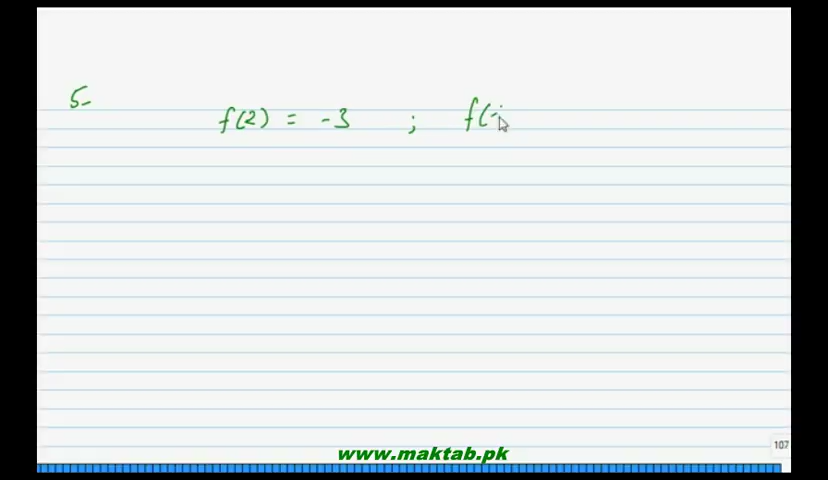 5-
f(2) = -3 ; f(-
107
www.maktab.pk